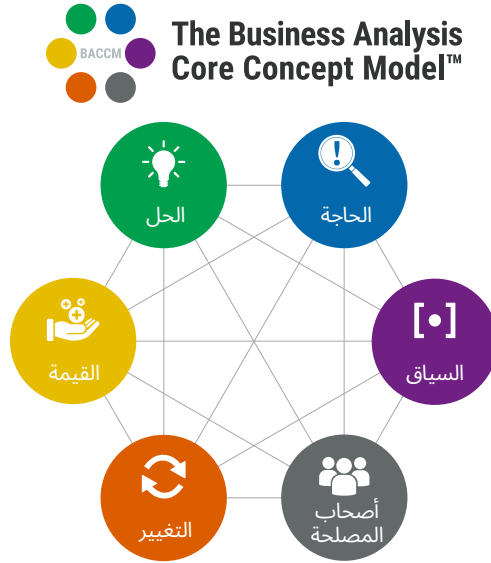 BACCM
The Business Analysis
Core Concept Model™
الحل
الحاجة
القيمة
السياق
التغيير
أصحاب
المصلحة